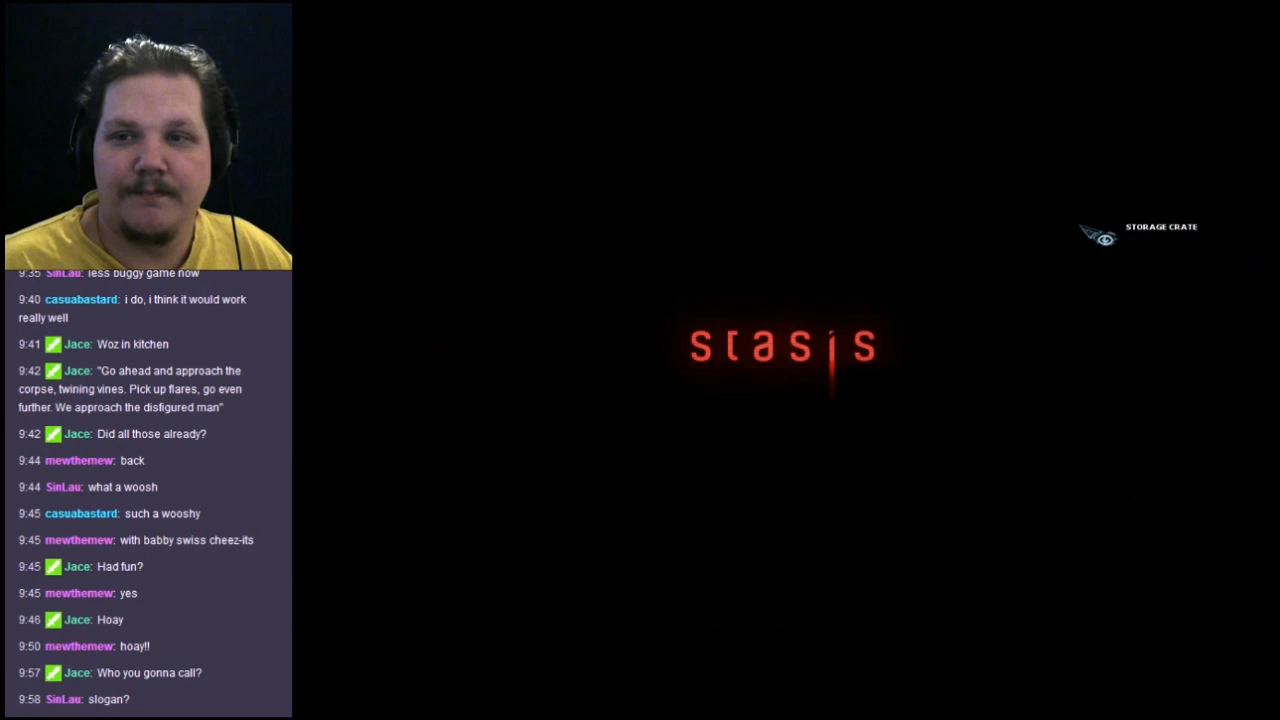 9:35 SinLau: less buggy game now
9:40 casuabastard: i do, i think it would work
really well
9:41 Jace: Woz in kitchen
9:42 Jace: "Go ahead and approach the
corpse, twining vines. Pick up flares, go even
further. We approach the disfigured man"
9:42 Jace: Did all those already?
9:44 mewthemew: back
9:44 SinLau: what a woosh
9:45 casuabastard: such a wooshy
9:45 mewthemew: with babby swiss cheez-its
9:45 Jace: Had fun?
9:45 mewthemew: yes
9:46 Jace: Hoay
9:50 mewthemew: hoay!!
9:57 Jace: Who you gonna call?
9:58 SinLau: slogan?
STORAGE CRATE
stasis